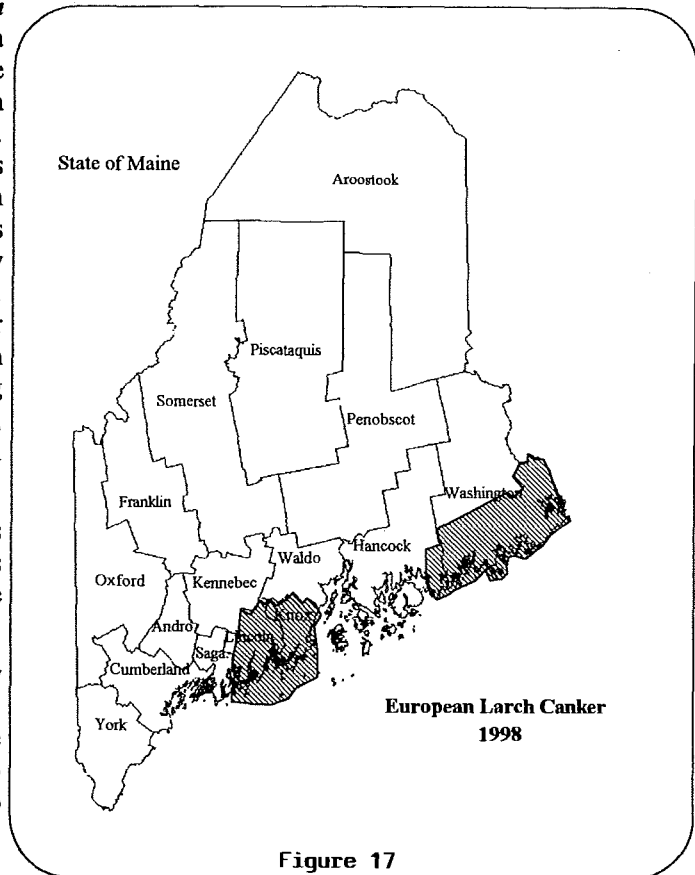 State of Maine
Aroostook
Piscataquis
Somerset
Penobscot
Franklin
Washington
Hancock
Waldo
Oxford
Kennebec
Knox
Andro
Lincoln
Saga-
Cumberland
York
European Larch Canker
1998
Figure 17